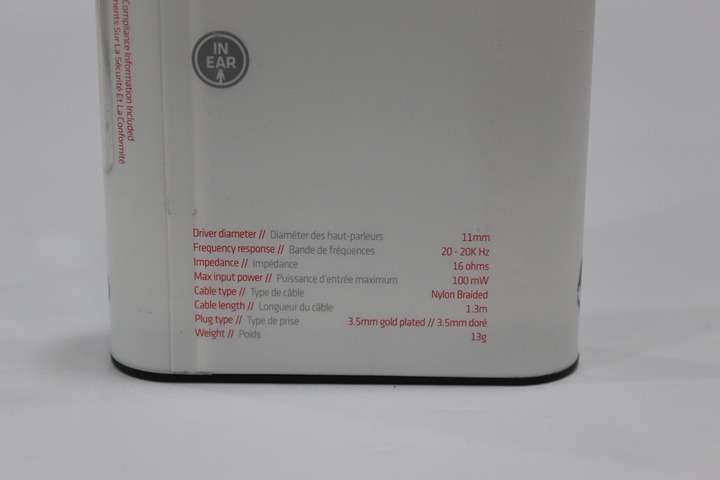 Compliance Information Included
ments Sur La Sécurité Et La Conformité
IN
EAR
Driver diameter // Diaméter des haut-parleurs 11mm
Frequency response // Bande de fréquences 20 - 20K Hz
Impedance // Impédance 16 ohms
Max input power // Puissance d'entrée maximum 100 mW
Cable type // Type de câble Nylon Braided
Cable length // Longueur du câble 1.3m
Plug type // Type de prise 3.5mm gold plated // 3.5mm doré
Weight // Poids 13g